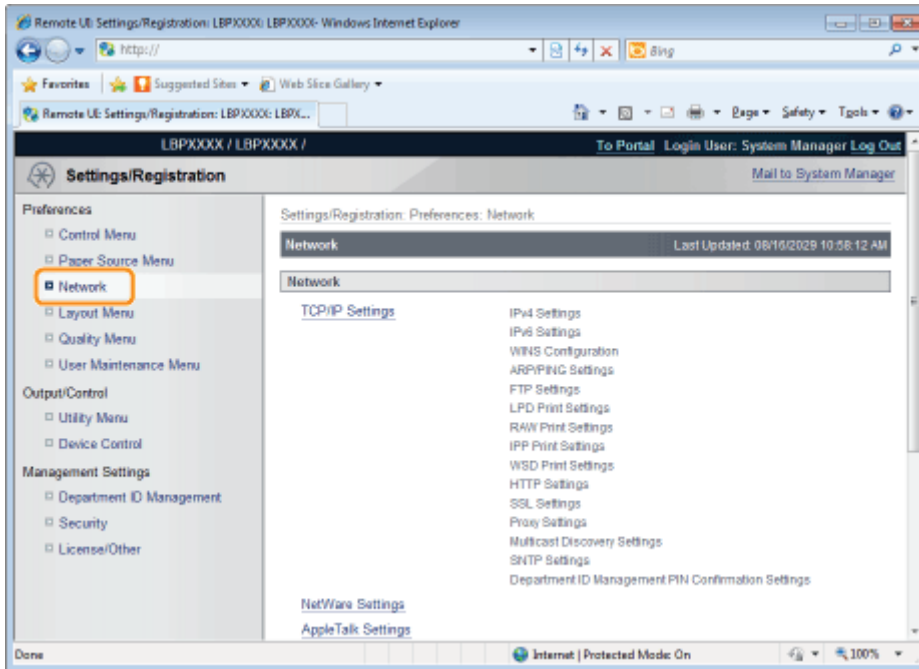 Remote UI: Settings/Registration: LBPXXXX: LBPXXXX- Windows Internet Explorer
http://
Bing
Favorites Suggested Sites Web Slice Gallery
Remote UI: Settings/Registration: LBPXXXX: LBPX...
Page Safety Tools
LBPXXXX / LBPXXXX /
To Portal Login User: System Manager Log Out
Settings/Registration
Mail to System Manager
Preferences
Control Menu
Paper Source Menu
Network
Layout Menu
Quality Menu
User Maintenance Menu
Output/Control
Utility Menu
Device Control
Management Settings
Department ID Management
Security
License/Other
Settings/Registration: Preferences: Network
Network Last Updated: 08/16/2029 10:58:12 AM
Network
TCP/IP Settings
IPv4 Settings
IPv6 Settings
WINS Configuration
ARP/PING Settings
FTP Settings
LPD Print Settings
RAW Print Settings
IPP Print Settings
WSD Print Settings
HTTP Settings
SSL Settings
Proxy Settings
Multicast Discovery Settings
SNTP Settings
Department ID Management PIN Confirmation Settings
NetWare Settings
AppleTalk Settings
Done Internet | Protected Mode: On 100%